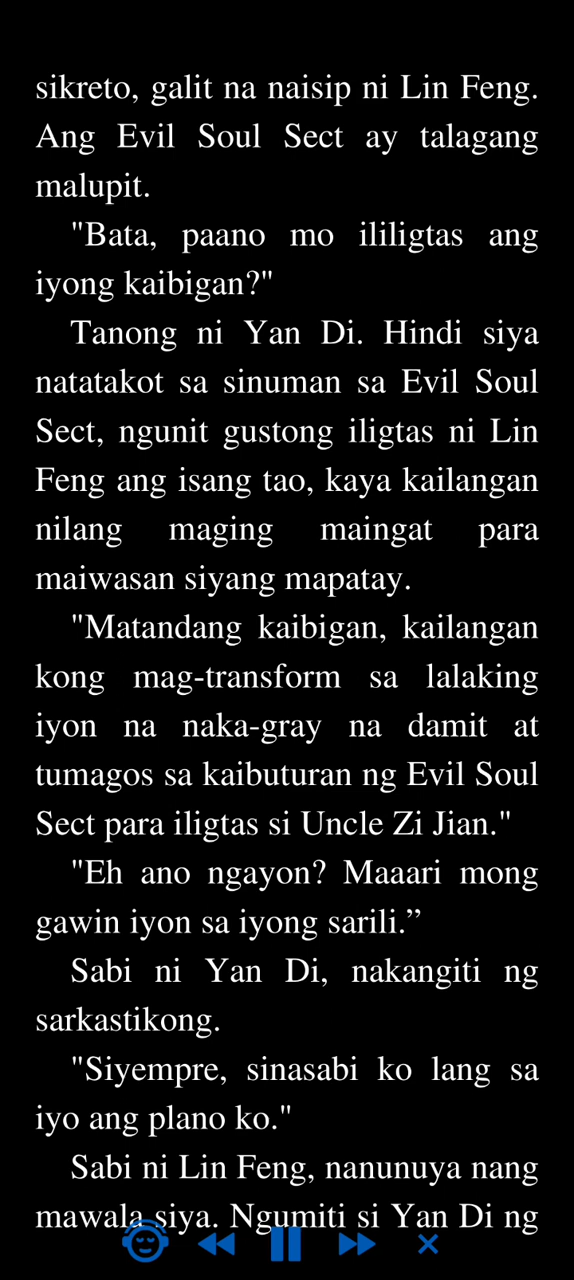 sikreto, galit na naisip ni Lin Feng.
Ang Evil Soul Sect ay talagang
malupit.
"Bata, paano mo ililigtas ang
iyong kaibigan?"
Tanong ni Yan Di. Hindi siya
natatakot sa sinuman sa Evil Soul
Sect, ngunit gustong iligtas ni Lin
Feng ang isang tao, kaya kailangan
nilang maging maingat para
maiwasan siyang mapatay.
"Matandang kaibigan, kailangan
kong mag-transform sa lalaking
iyon na naka-gray na damit at
tumagos sa kaibuturan ng Evil Soul
Sect para iligtas si Uncle Zi Jian."
"Eh ano ngayon? Maaari mong
gawin iyon sa iyong sarili.”
Sabi ni Yan Di, nakangiti ng
sarkastikong.
"Siyempre, sinasabi ko lang sa
iyo ang plano ko."
Sabi ni Lin Feng, nanunuya nang
mawala siya. Ngumiti si Yan Di ng